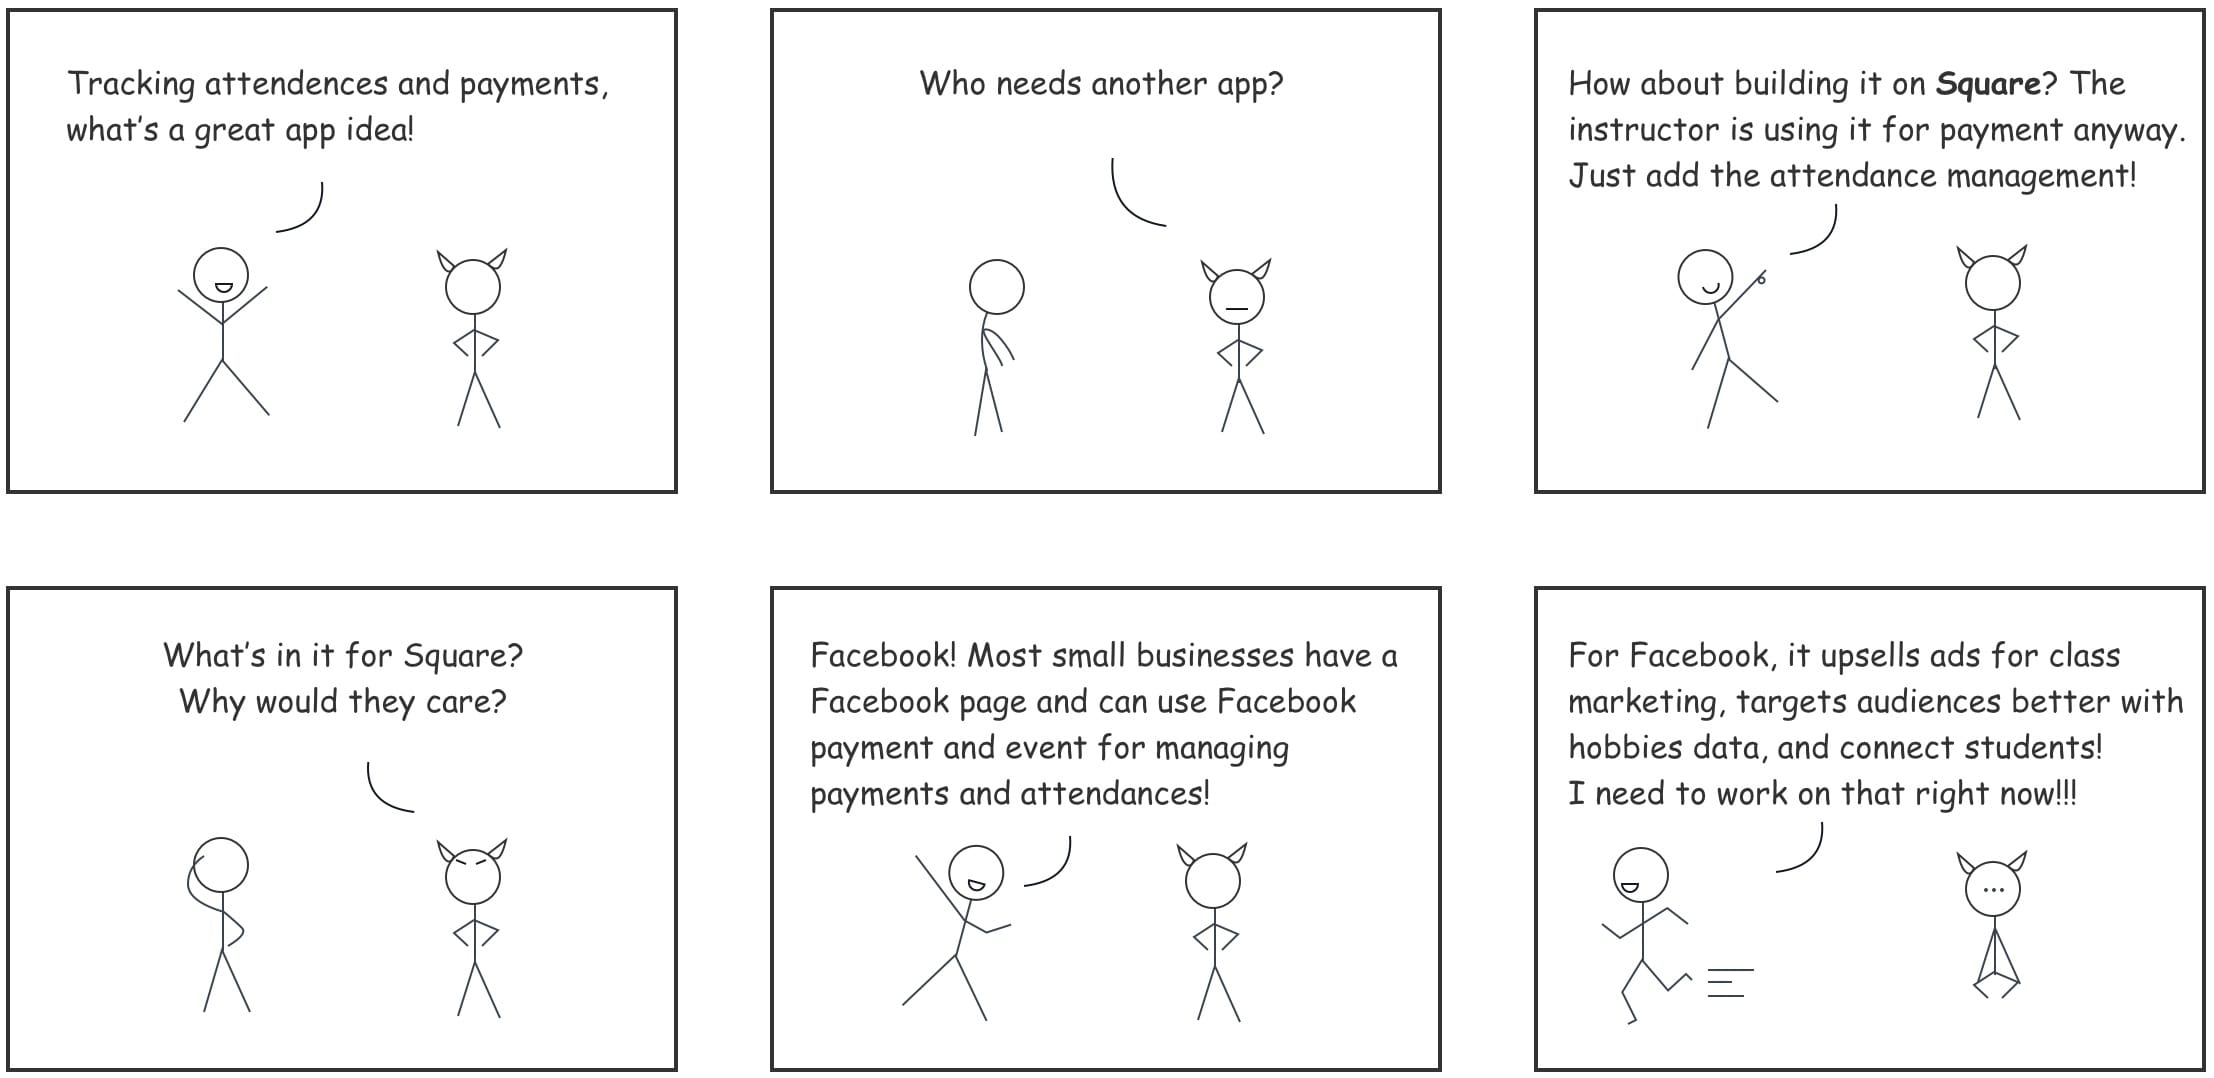 Tracking attendences and payments,
what's a great app idea!
Who needs another app?
How about building it on Square? The
instructor is using it for payment anyway.
Just add the attendance management!
What's in it for Square?
Why would they care?
Facebook! Most small businesses have a
Facebook page and can use Facebook
payment and event for managing
payments and attendances!
For Facebook, it upsells ads for class
marketing, targets audiences better with
hobbies data, and connect students!
I need to work on that right now!!!